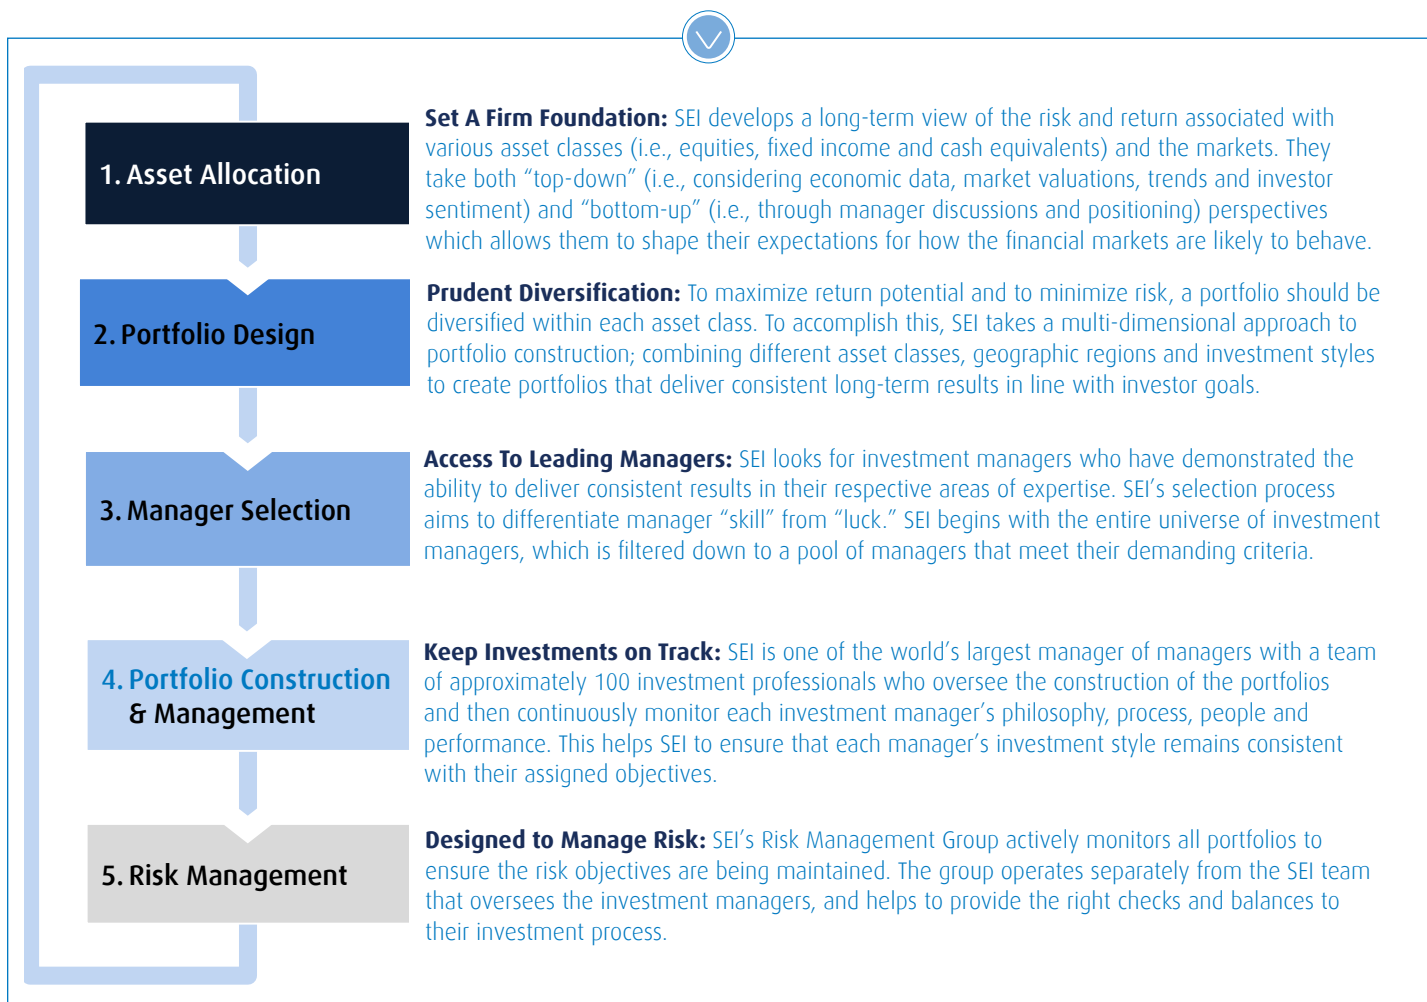 1. Asset Allocation
Set A Firm Foundation: SEI develops a long-term view of the risk and return associated with
various asset classes (i.e., equities, fixed income and cash equivalents) and the markets. They
take both “top-down” (i.e., considering economic data, market valuations, trends and investor
sentiment) and “bottom-up” (i.e., through manager discussions and positioning) perspectives
which allows them to shape their expectations for how the financial markets are likely to behave.
2. Portfolio Design
Prudent Diversification: To maximize return potential and to minimize risk, a portfolio should be
diversified within each asset class. To accomplish this, SEI takes a multi-dimensional approach to
portfolio construction; combining different asset classes, geographic regions and investment styles
to create portfolios that deliver consistent long-term results in line with investor goals.
3. Manager Selection
Access To Leading Managers: SEI looks for investment managers who have demonstrated the
ability to deliver consistent results in their respective areas of expertise. SEI’s selection process
aims to differentiate manager “skill” from “luck.” SEI begins with the entire universe of investment
managers, which is filtered down to a pool of managers that meet their demanding criteria.
4. Portfolio Construction
& Management
Keep Investments on Track: SEI is one of the world’s largest manager of managers with a team
of approximately 100 investment professionals who oversee the construction of the portfolios
and then continuously monitor each investment manager’s philosophy, process, people and
performance. This helps SEI to ensure that each manager’s investment style remains consistent
with their assigned objectives.
5. Risk Management
Designed to Manage Risk: SEI’s Risk Management Group actively monitors all portfolios to
ensure the risk objectives are being maintained. The group operates separately from the SEI team
that oversees the investment managers, and helps to provide the right checks and balances to
their investment process.